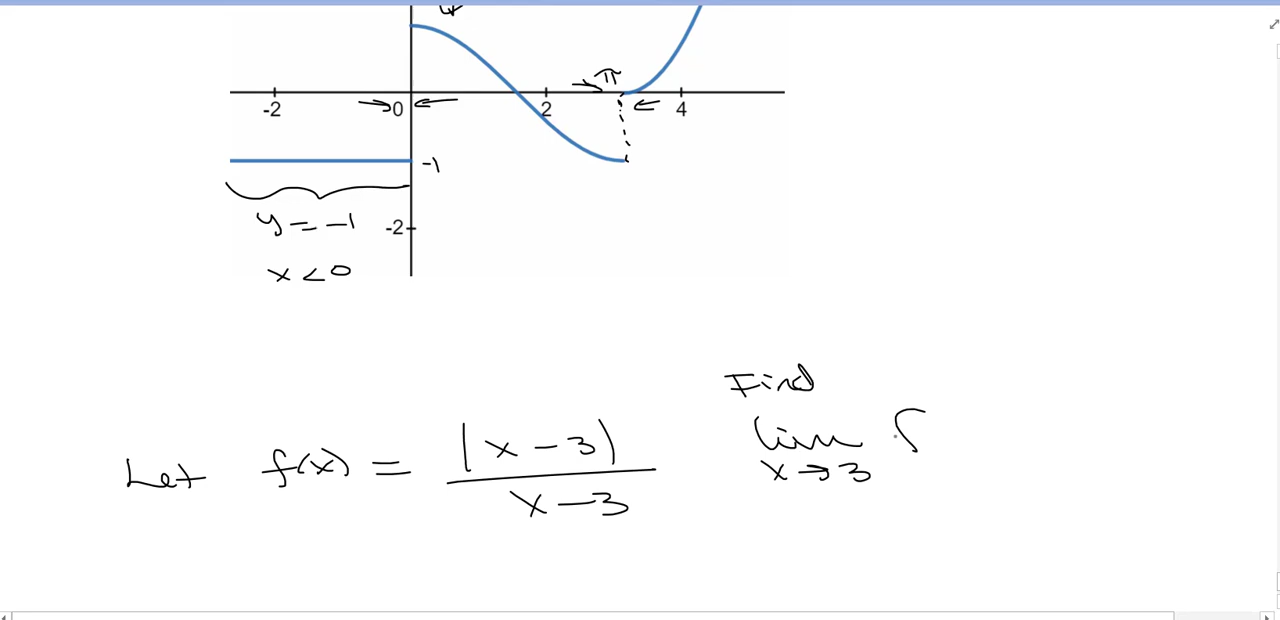 π
-2 0 2 4
-1
y = -1
-2
x < 0
Find
Let f(x) = |x-3| / x-3
lim
x → 3